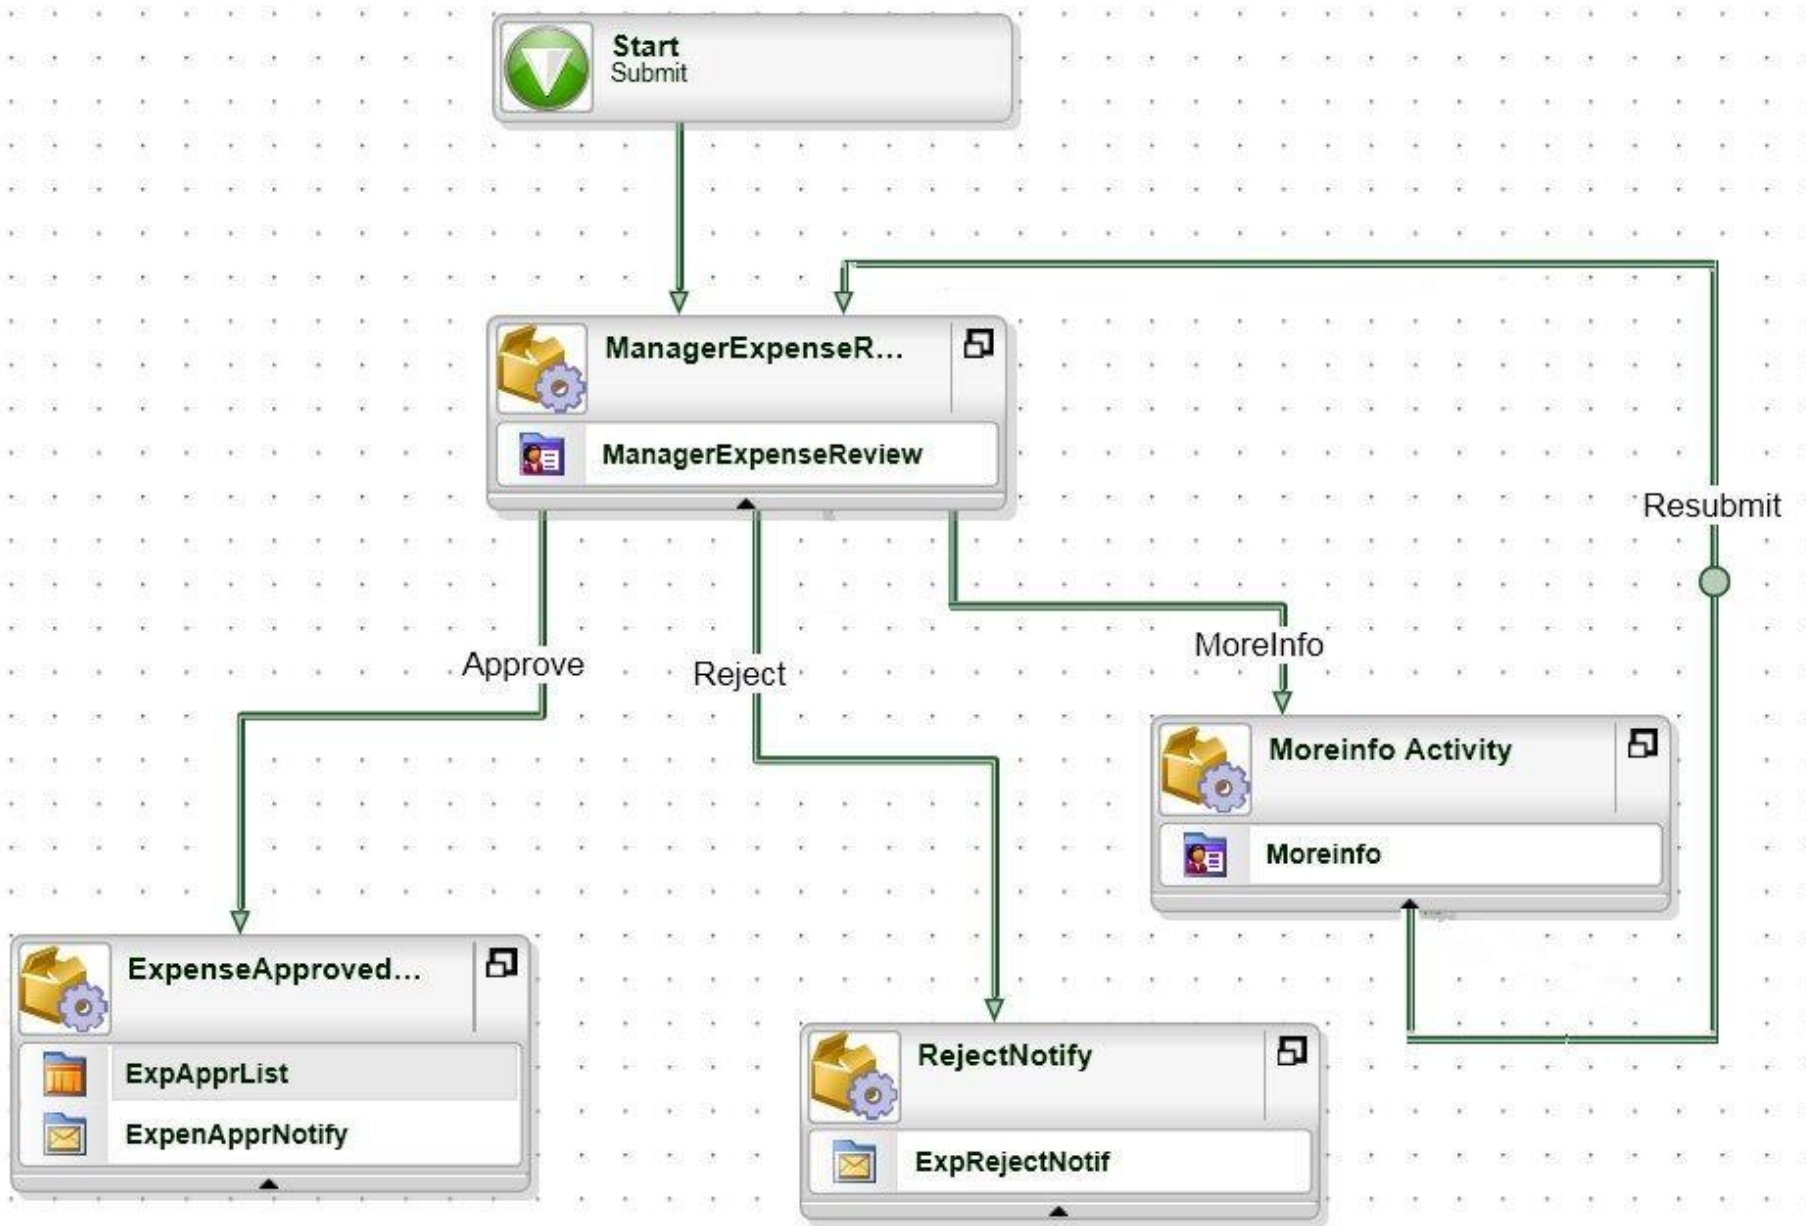 Start
Submit
ManagerExpenseR...
ManagerExpenseReview
Resubmit
Approve
Reject
MoreInfo
Moreinfo Activity
Moreinfo
ExpenseApproved...
ExpApprList
ExpenApprNotify
RejectNotify
ExpRejectNotif